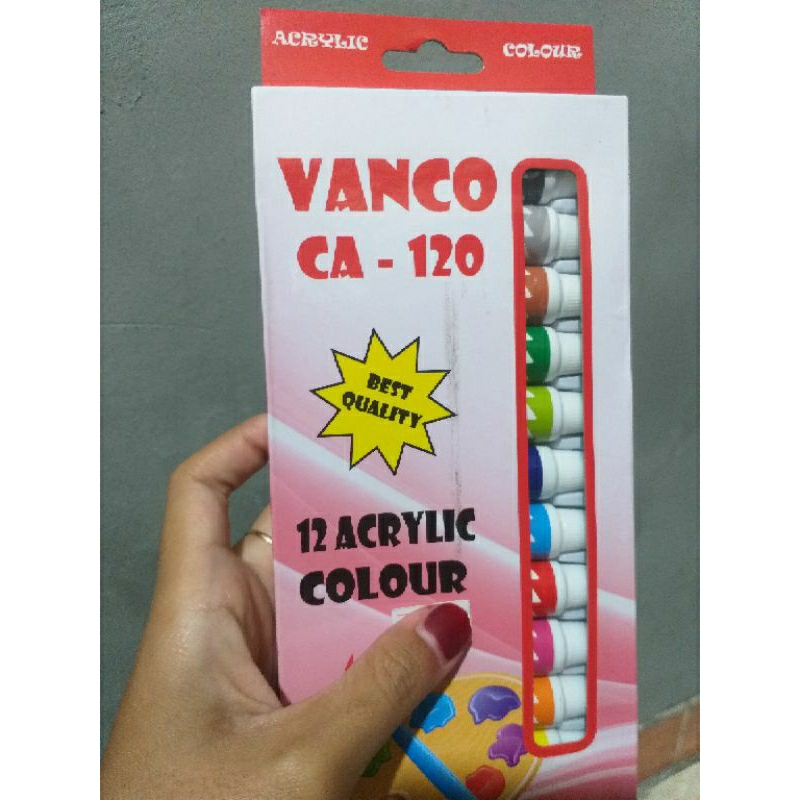 ACRYLIC COLOUR
VANCO
CA - 120
BEST
QUALITY
12 ACRYLIC
COLOUR